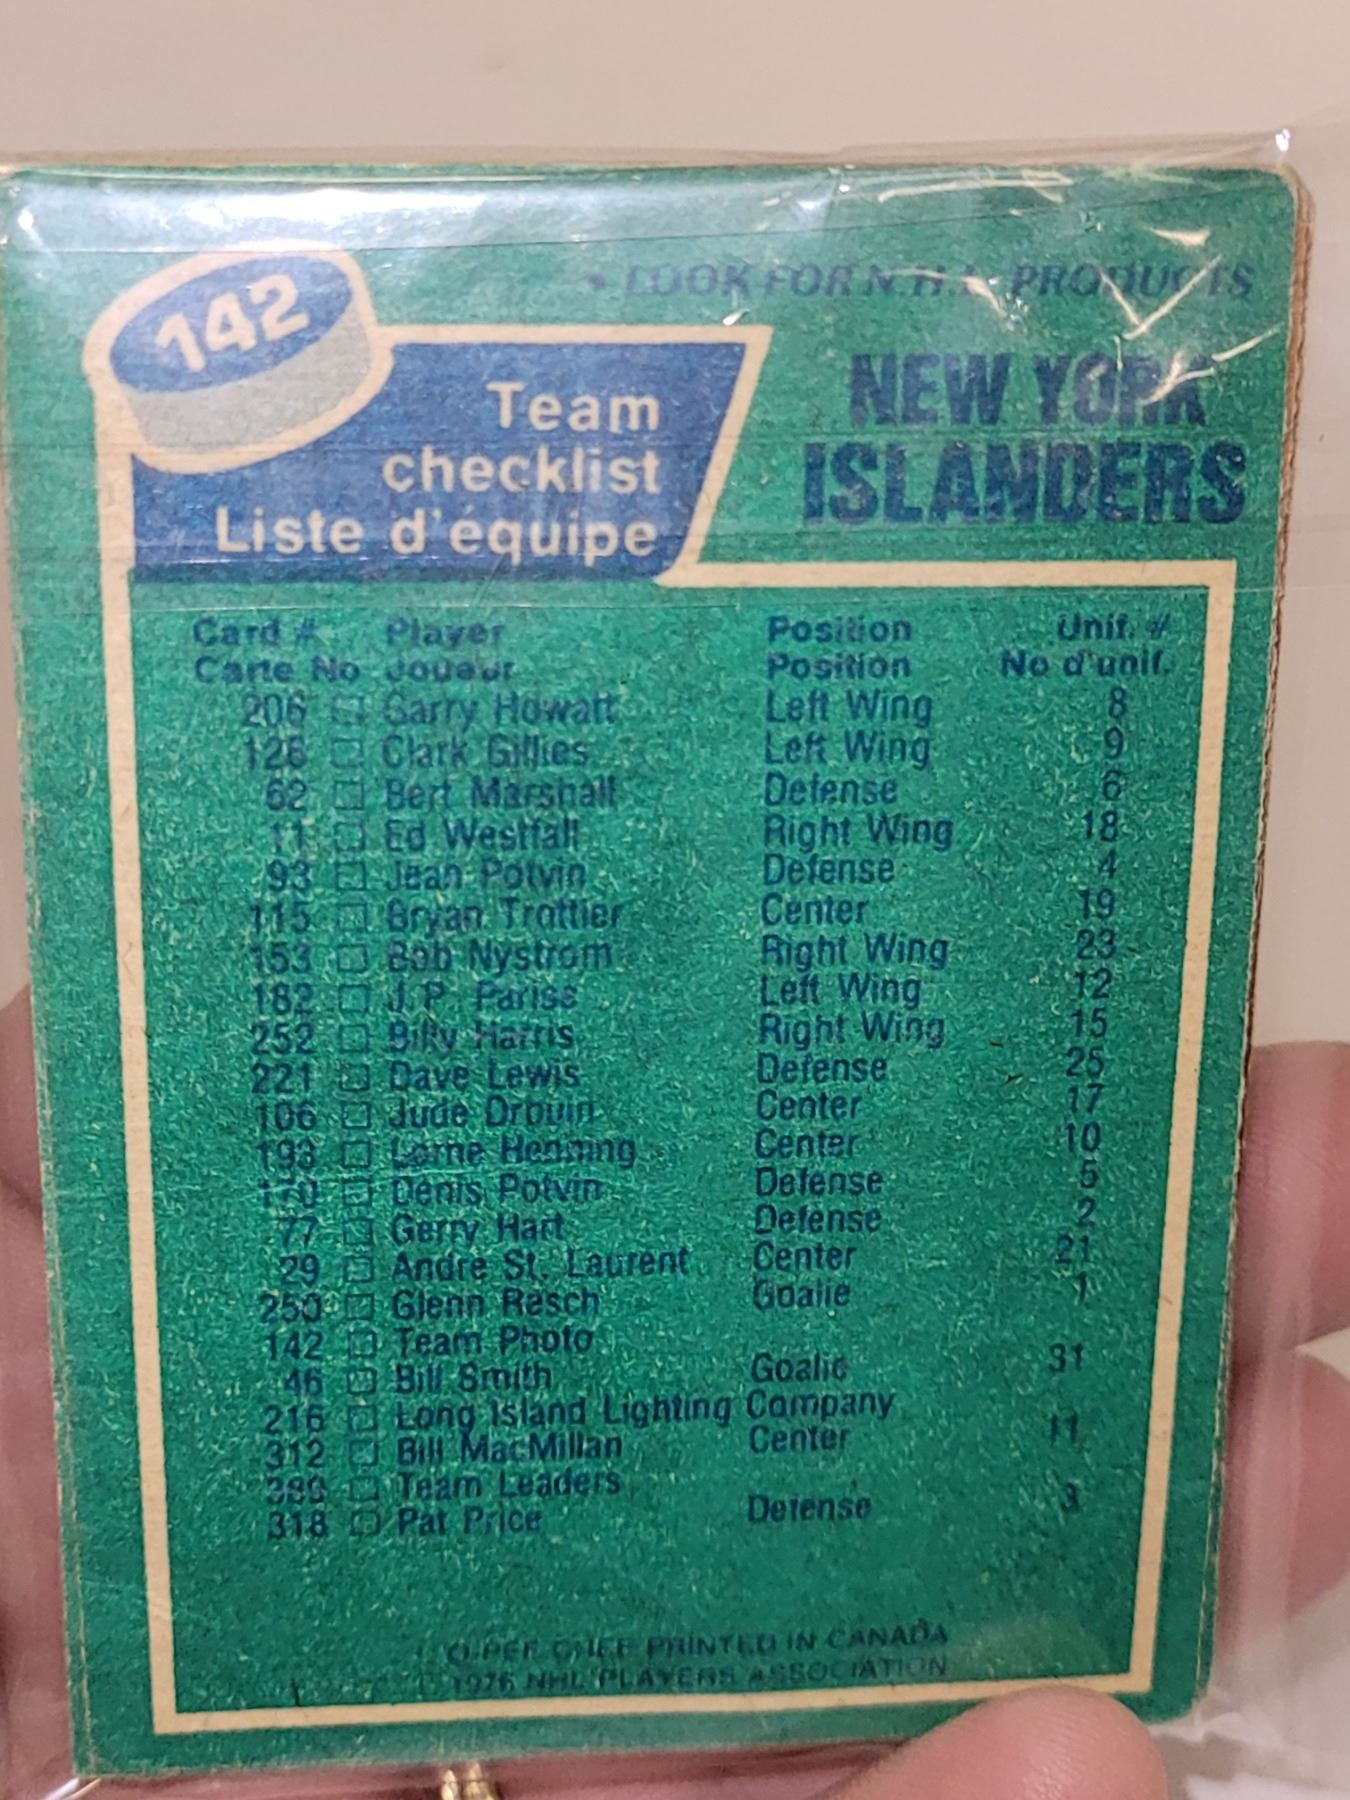 142
• LOOK FOR N.H.L. PRODUCTS
Team
checklist
Liste d'équipe
NEW YORK
ISLANDERS
Card # Player Position Unif. #
Carte No Joueur Position No d'unif.
206 Garry Howatt Left Wing 8
126 Clark Gillies Left Wing 9
62 Bert Marshall Defense 6
11 Ed Westfall Right Wing 18
93 Jean Potvin Defense 4
115 Bryan Trottier Center 19
153 Bob Nystrom Right Wing 23
182 J.P. Parise Left Wing 12
252 Billy Harris Right Wing 15
221 Dave Lewis Defense 25
106 Jude Drouin Center 17
193 Lorne Henning Center 10
170 Denis Potvin Defense 5
77 Gerry Hart Defense 2
29 Andre St. Laurent Center 21
250 Glenn Resch Goalie 1
142 Team Photo
46 Bill Smith Goalie 31
216 Long Island Lighting Company
312 Bill MacMillan Center 11
389 Team Leaders
318 Pat Price Defense 3
O-PEE-CHEE PRINTED IN CANADA
1976 NHL PLAYERS ASSOCIATION